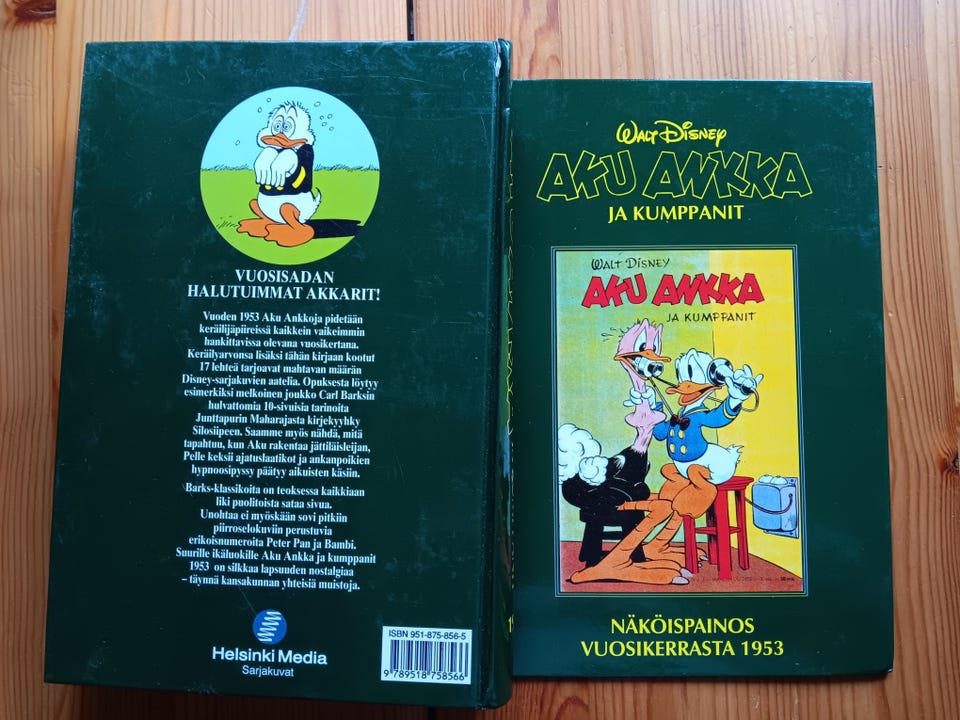 VUOSISADAN
HALUTUIMMAT AKKARIT!
Vuoden 1953 Aku Ankkoja pidetään
keräilijäpiireissä kaikkein vaikeimmin
hankittavissa olevana vuosikertana.
Keräilyarvonsa lisäksi tähän kirjaan kootut
17 lehteä tarjoavat mahtavan määrän
Disney-sarjakuvien aatelia. Opuksesta löytyy
esimerkiksi melkoinen joukko Carl Barksin
hulvattomia 10-sivuisia tarinoita
Junttapurin Maharajasta kirjekyyhky
Silosiipeen. Saamme myös nähdä, mitä
tapahtuu, kun Aku rakentaa jättiläisleijan,
Pelle keksii ajatuslaatikot ja ankanpoikien
hypnoosipyssy päätyy aikuisten käsiin.
Barks-klassikoita on teoksessa kaikkiaan
liki puolitoista sataa sivua.
Unohtaa ei myöskään sovi pitkiin
piirroselokuviin perustuvia
erikoisnumeroita Peter Pan ja Bambi.
Suurille ikäluokille Aku Ankka ja kumppanit
1953 on silkkaa lapsuuden nostalgiaa
– täynnä kansakunnan yhteisiä muistoja.
Helsinki Media
Sarjakuvat
ISBN 951-875-856-5
9 789518 758566
WALT DISNEY
AKU ANKKA
JA KUMPPANIT
WALT DISNEY
AKU ANKKA
JA KUMPPANIT
NÄKÖISPAINOS
VUOSIKERRASTA 1953